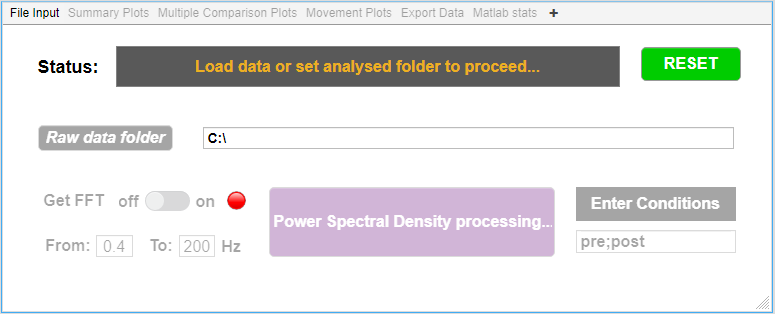 File Input Summary Plots Multiple Comparison Plots Movement Plots Export Data Matlab stats +
Status: Load data or set analysed folder to proceed... RESET
Raw data folder C:\
Get FFT off on Power Spectral Density processing... Enter Conditions
From: 0.4 To: 200 Hz pre;post